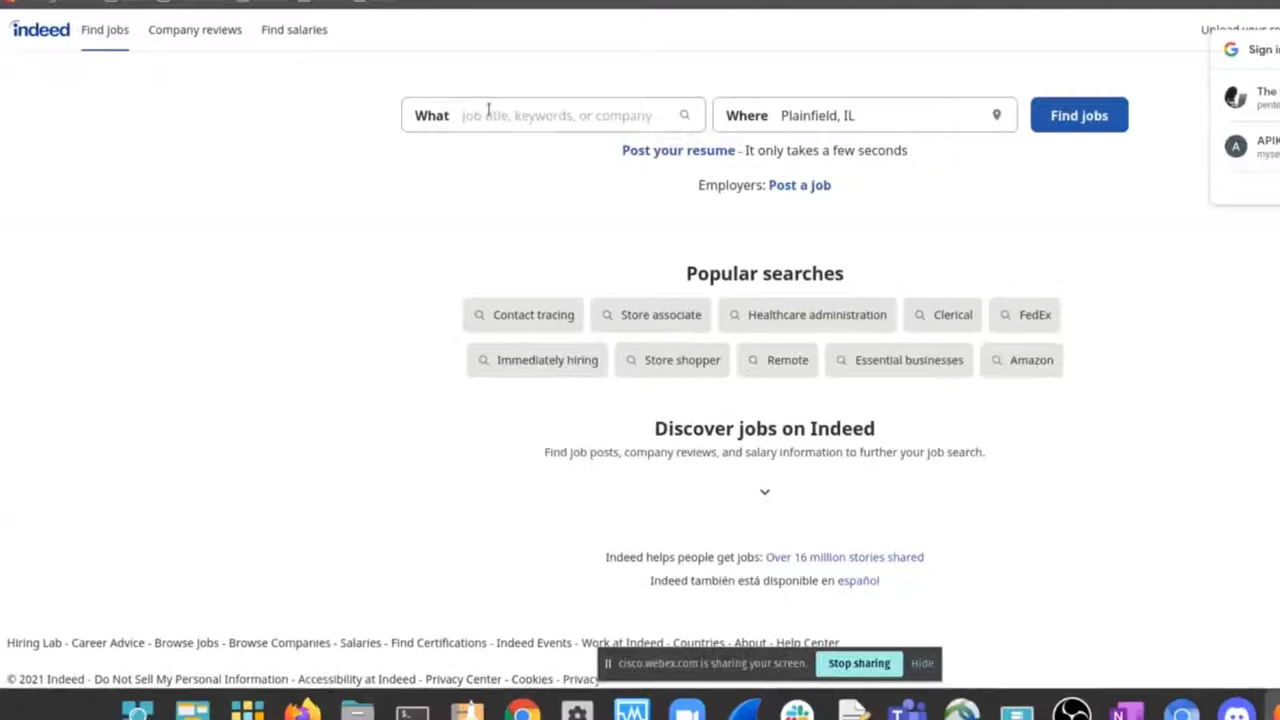 indeed Find jobs Company reviews Find salaries
Sign
What job title, keywords, or company Where Plainfield, IL Find jobs
The
Post your resume - It only takes a few seconds
A
Employers: Post a job
Popular searches
Contact tracing Store associate Healthcare administration Clerical FedEx
Immediately hiring Store shopper Remote Essential businesses Amazon
Discover jobs on Indeed
Find job posts, company reviews, and salary information to further your job search.
Indeed helps people get jobs: Over 16 million stories shared
Indeed también está disponible en español
Hiring Lab - Career Advice - Browse Jobs - Browse Companies - Salaries - Find Certifications - Indeed Events - Work at Indeed - Countries - About - Help Center
cisco.webex.com is sharing your screen. Stop sharing Hide
© 2021 Indeed - Do Not Sell My Personal Information - Accessibility at Indeed - Privacy Center - Cookies - Privacy